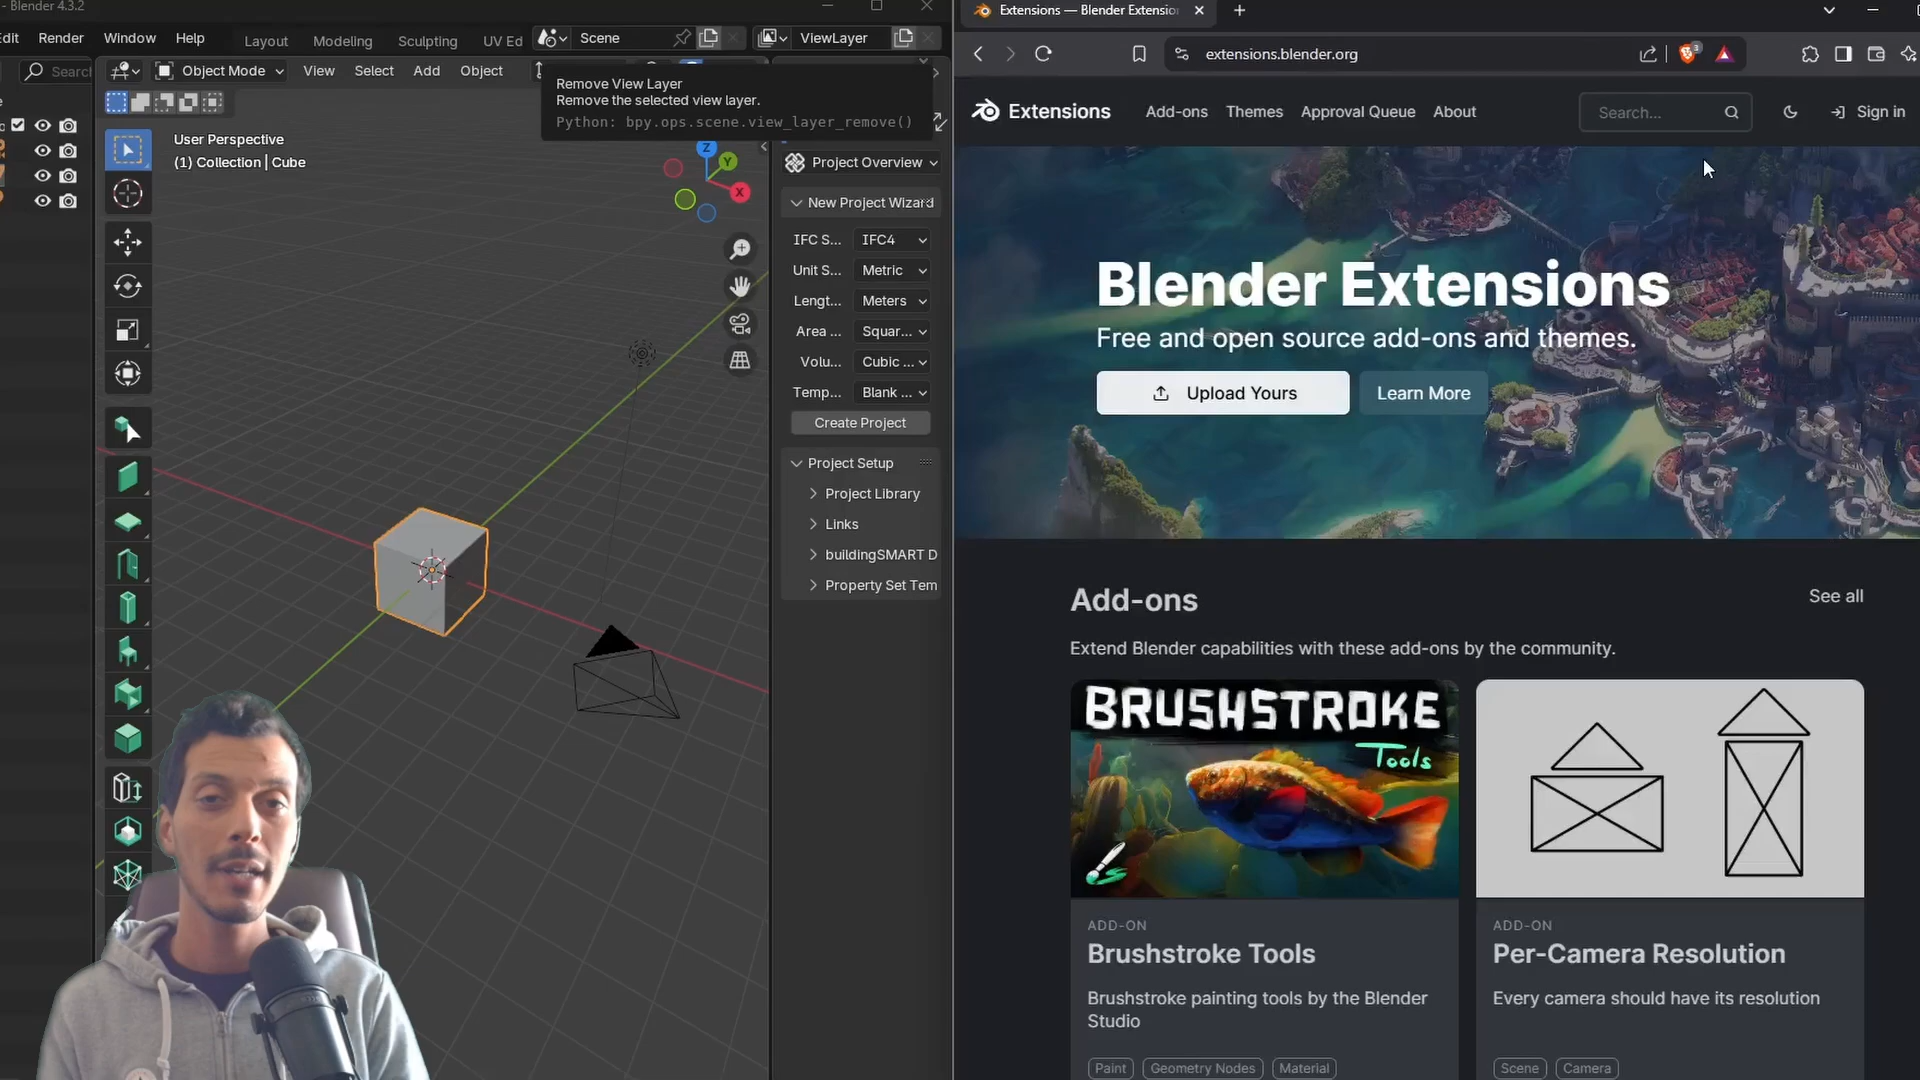 - Blender 4.3.2
Edit Render Window Help Layout Modeling Sculpting UV Ed Scene ViewLayer
Search
Object Mode View Select Add Object
Remove View Layer
Remove the selected view layer.
Python: bpy.ops.scene.view_layer_remove()
User Perspective
(1) Collection | Cube
Z
Y
X
Project Overview
New Project Wizard
IFC S... IFC4
Unit S... Metric
Lengt... Meters
Area ... Squar...
Volu... Cubic ...
Temp... Blank ...
Create Project
Project Setup
Project Library
Links
buildingSMART D
Property Set Tem
Extensions — Blender Extensio
extensions.blender.org
3
Extensions Add-ons Themes Approval Queue About Search... Sign in
Blender Extensions
Free and open source add-ons and themes.
Upload Yours Learn More
Add-ons See all
Extend Blender capabilities with these add-ons by the community.
BRUSHSTROKE
Tools
ADD-ON
Brushstroke Tools
Brushstroke painting tools by the Blender
Studio
Paint Geometry Nodes Material
ADD-ON
Per-Camera Resolution
Every camera should have its resolution
Scene Camera